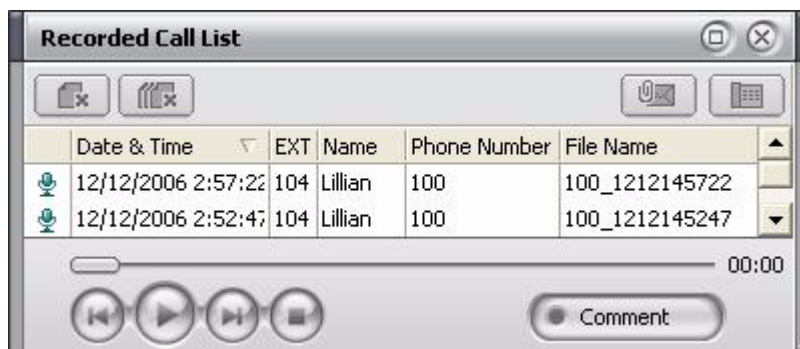 Recorded Call List
Date & Time EXT Name Phone Number File Name
12/12/2006 2:57:22 104 Lillian 100 100_1212145722
12/12/2006 2:52:47 104 Lillian 100 100_1212145247
00:00
Comment